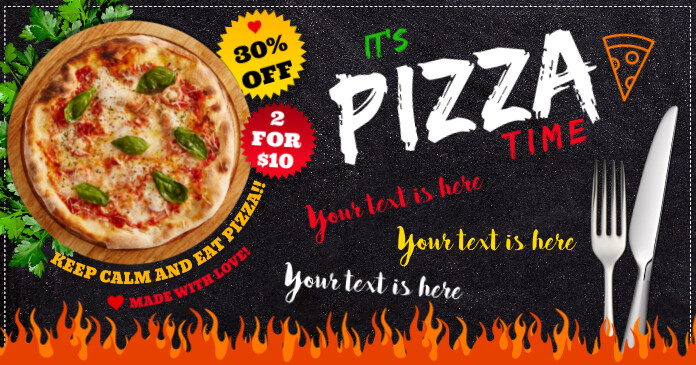 30%
OFF
2
FOR
$10
KEEP CALM AND EAT PIZZA!!
MADE WITH LOVE!
IT'S
PIZZA
TIME
Your text is here
Your text is here
Your text is here